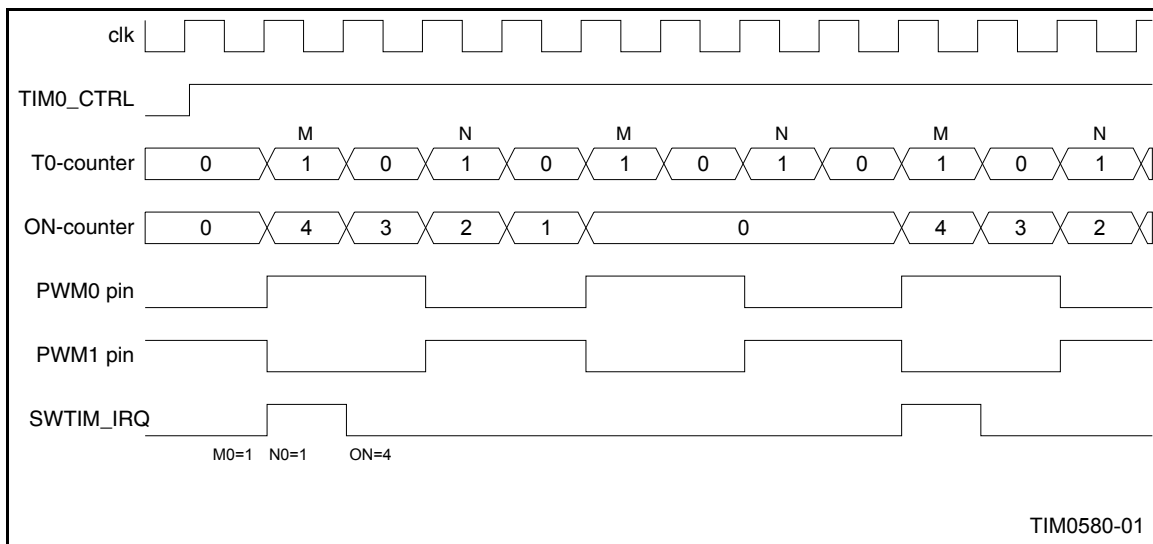 clk
TIM0_CTRL
M N M N M N
T0-counter 0 1 0 1 0 1 0 1 0 1 0 1
ON-counter 0 4 3 2 1 0 4 3 2
PWM0 pin
PWM1 pin
SWTIM_IRQ
M0=1 N0=1 ON=4
TIM0580-01